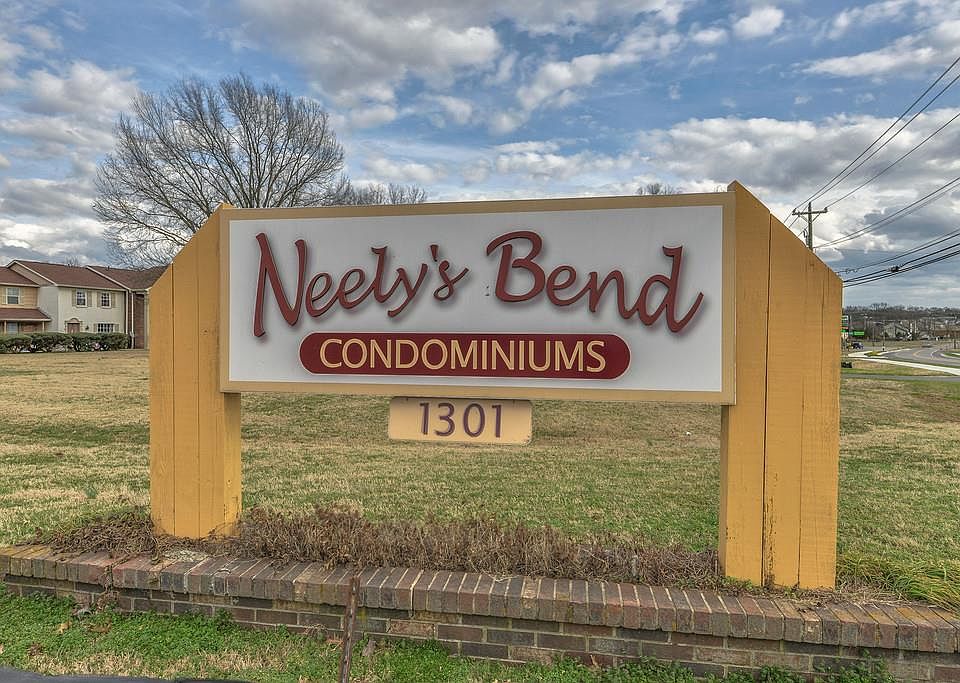 Neely's Bend
CONDOMINIUMS
1301